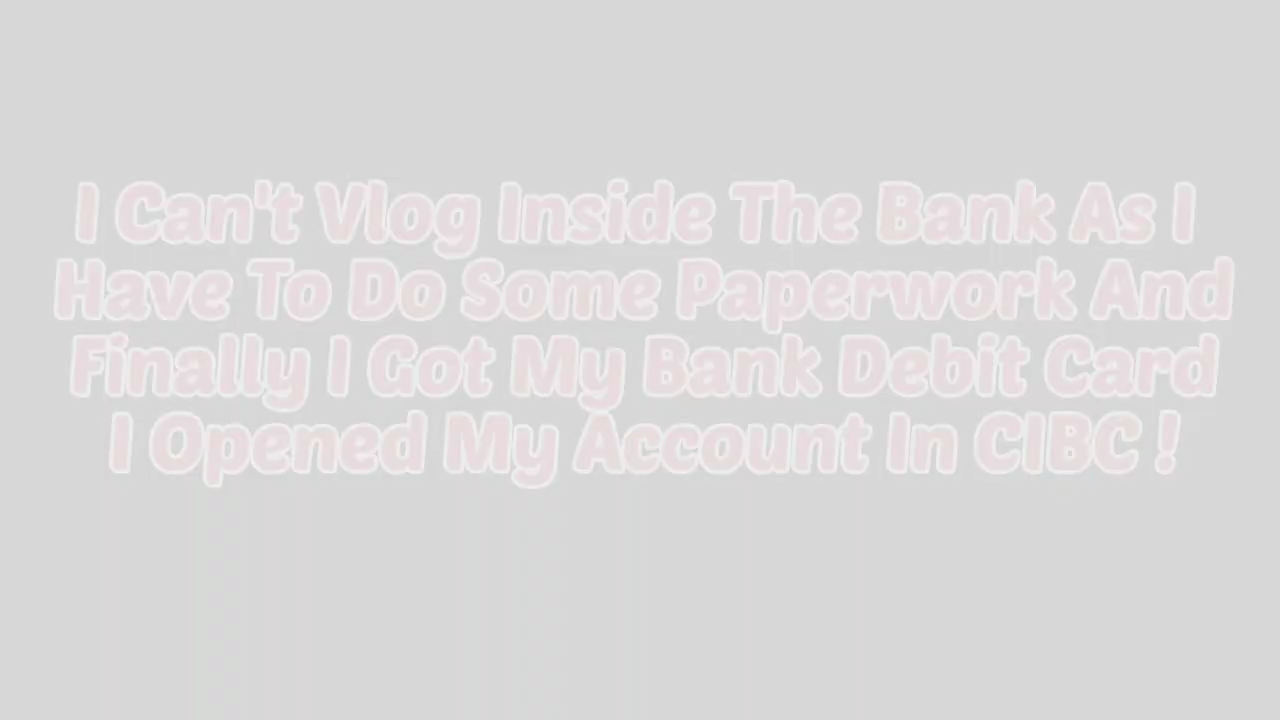 I Can't Vlog Inside The Bank As I
Have To Do Some Paperwork And
Finally I Got My Bank Debit Card
I Opened My Account In CIBC !